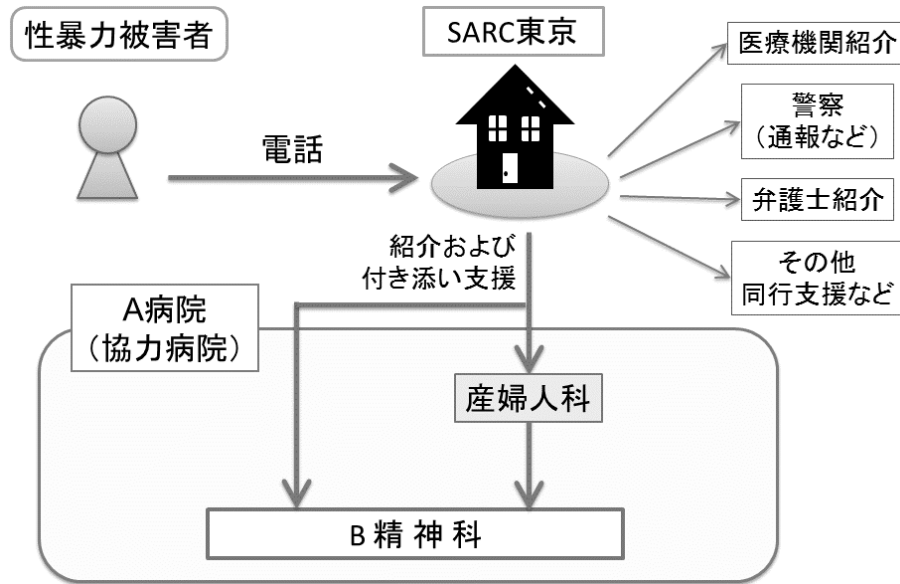 性暴力被害者
SARC東京
医療機関紹介
警察
（通報など）
電話
弁護士紹介
紹介および
付き添い支援
その他
同行支援など
A病院
（協力病院）
産婦人科
B精神科